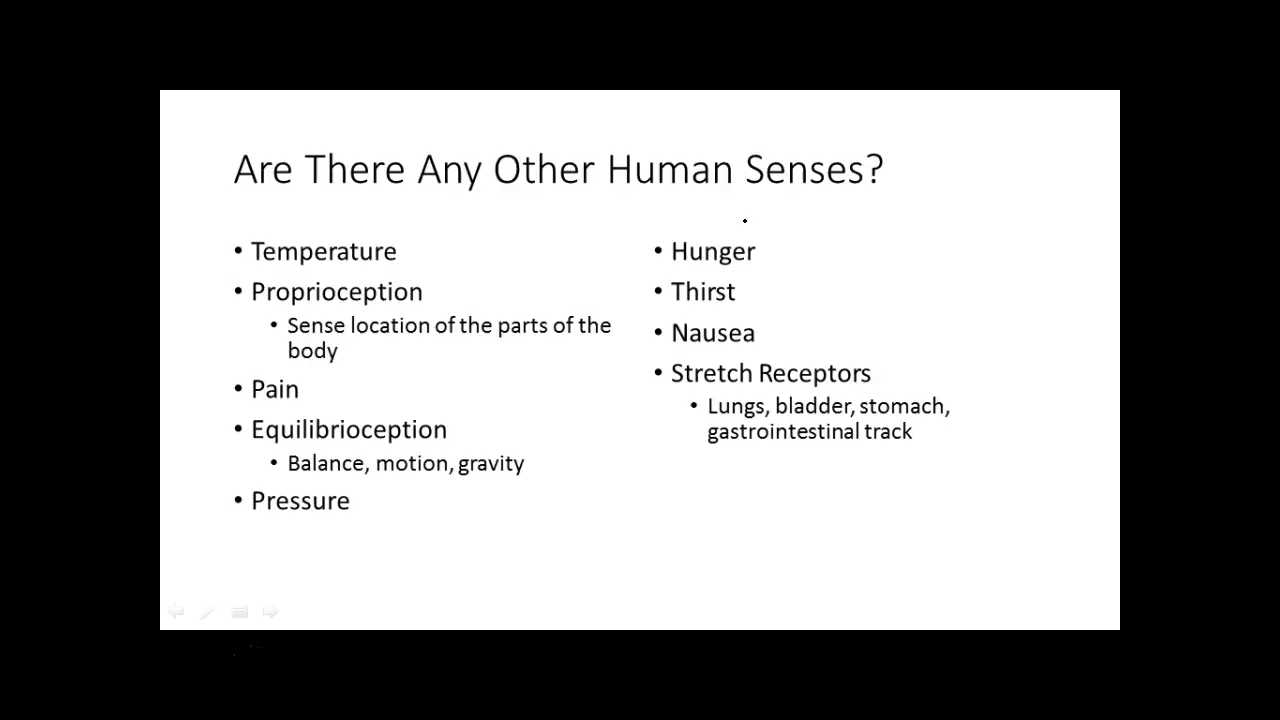 Are There Any Other Human Senses?
• Temperature
• Proprioception
• Sense location of the parts of the
body
• Pain
• Equilibrioception
• Balance, motion, gravity
• Pressure
• Hunger
• Thirst
• Nausea
• Stretch Receptors
• Lungs, bladder, stomach,
gastrointestinal track